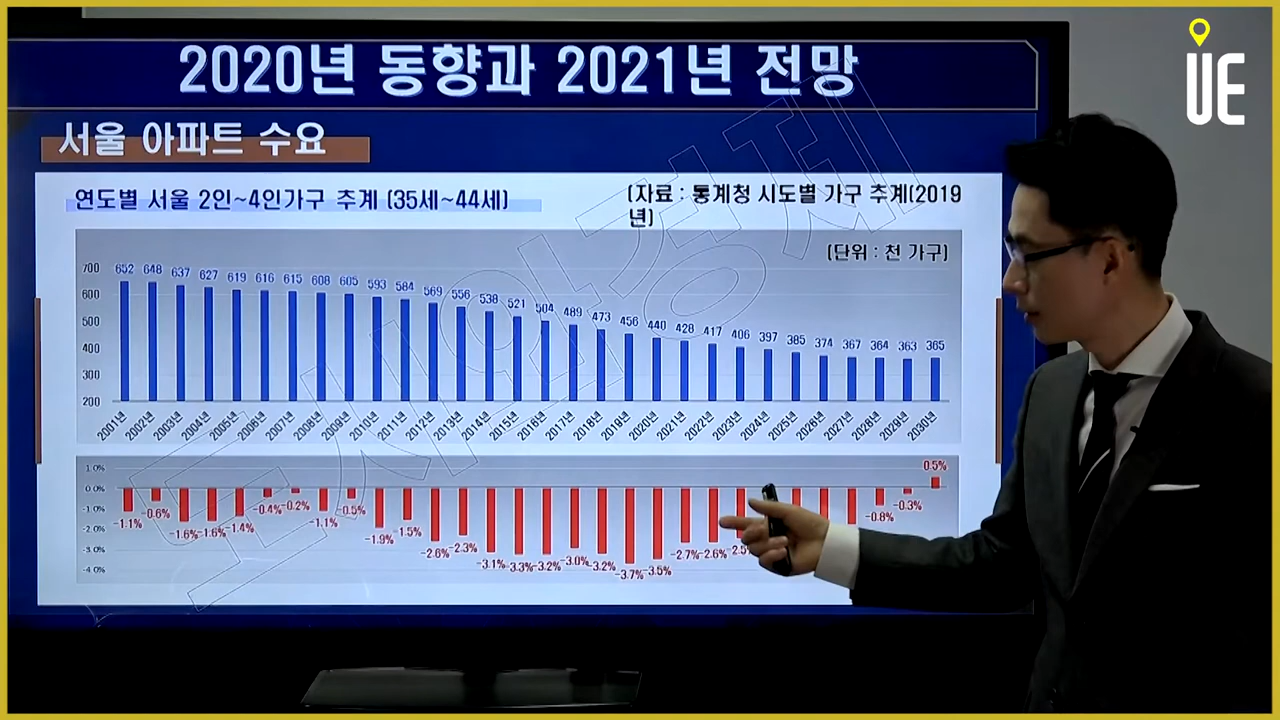 UE
2020년 동향과 2021년 전망
서울 아파트 수요
연도별 서울 2인~4인가구 추계 (35세~44세)
(자료 : 통계청 시도별 가구 추계(2019
년)
(단위 : 천 가구)
700
600
500
400
300
200
652 648 637 627 619 616 615 608 605 593 584 569 556 538 521 504 489 473 456 440 428 417 406 397 385 374 367 364 363 365
2001년 2002년 2003년 2004년 2005년 2006년 2007년 2008년 2009년 2010년 2011년 2012년 2013년 2014년 2015년 2016년 2017년 2018년 2019년 2020년 2021년 2022년 2023년 2024년 2025년 2026년 2027년 2028년 2029년 2030년
1.0%
0.0%
-1.0%
-2.0%
-3.0%
-4.0%
-1.1% -0.6% -1.6% -1.6% -1.4% -0.4% -0.2% -1.1% -0.5% -1.9% -1.5% -2.6% -2.3% -3.1% -3.3% -3.2% -3.0% -3.2% -3.7% -3.5% -2.7% -2.6% -2.5 -0.8% -0.3% 0.5%